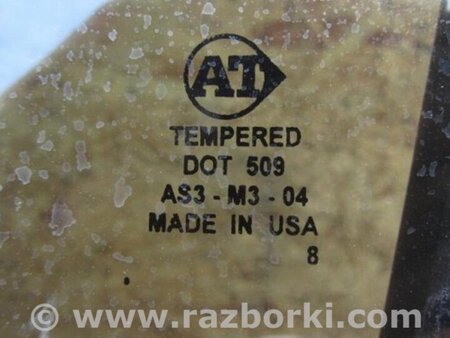 AT
TEMPERED
DOT 509
AS3 - M3 - 04
MADE IN USA
8
© www.razborki.com